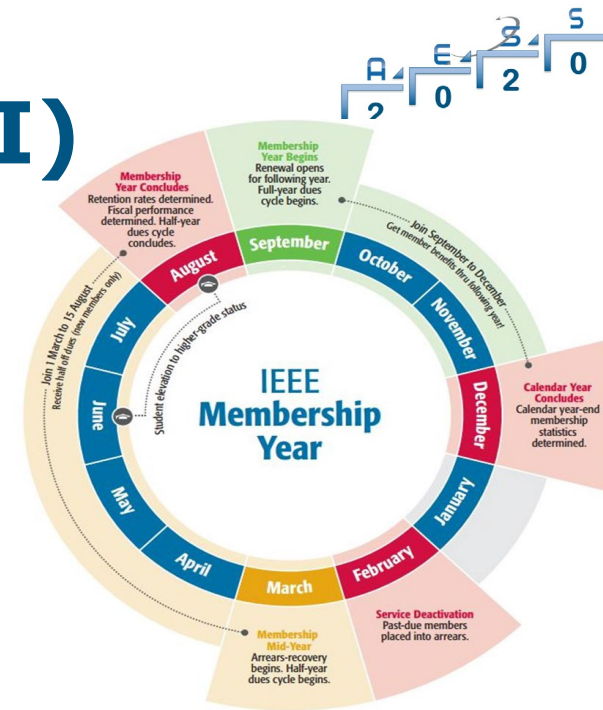 A E S S
2 0 2 0
I)
Membership
Year Begins
Renewal opens
for following year.
Full-year dues
cycle begins.
Membership
Year Concludes
Retention rates determined.
Fiscal performance
determined. Half-year
dues cycle
concludes.
August
September
October
November
December
January
February
March
April
May
June
July
Join September to December
Get member benefits thru following year!
Join 1 March to 15 August
Receive half off dues (new members only)
Student elevation to higher-grade status
IEEE
Membership
Year
Calendar Year
Concludes
Calendar year-end
membership
statistics
determined.
Service Deactivation
Past-due members
placed into arrears.
Membership
Mid-Year
Arrears-recovery
begins. Half-year
dues cycle begins.